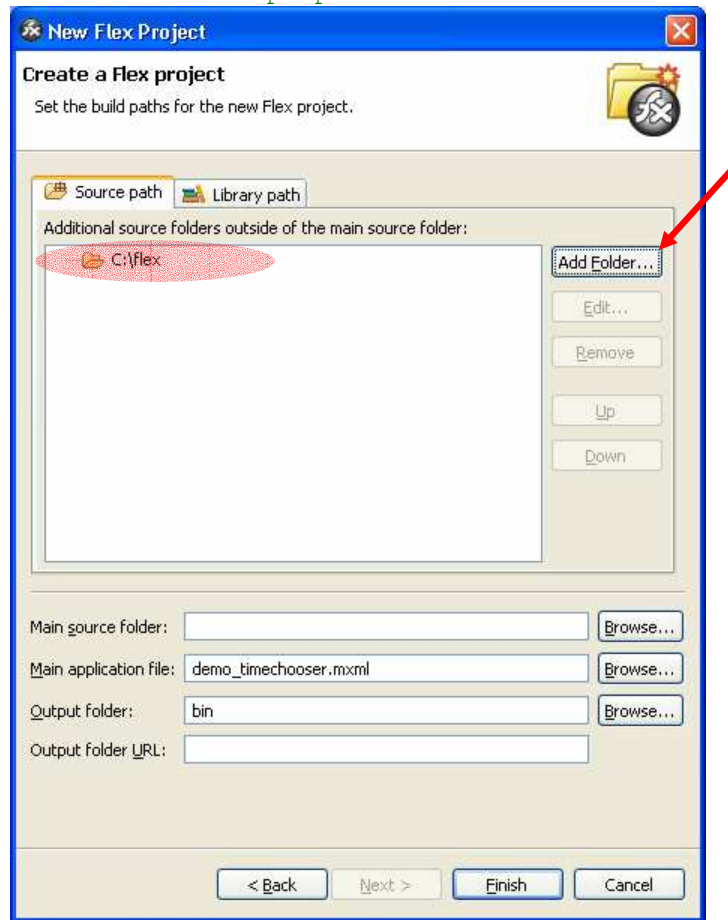 New Flex Project
Create a Flex project
Set the build paths for the new Flex project.
Source path
Library path
Additional source folders outside of the main source folder:
C:\flex
Add Folder...
Edit...
Remove
Up
Down
Main source folder:
Browse...
Main application file: demo_timechooser.mxml
Browse...
Output folder: bin
Browse...
Output folder URL:
< Back
Next >
Finish
Cancel